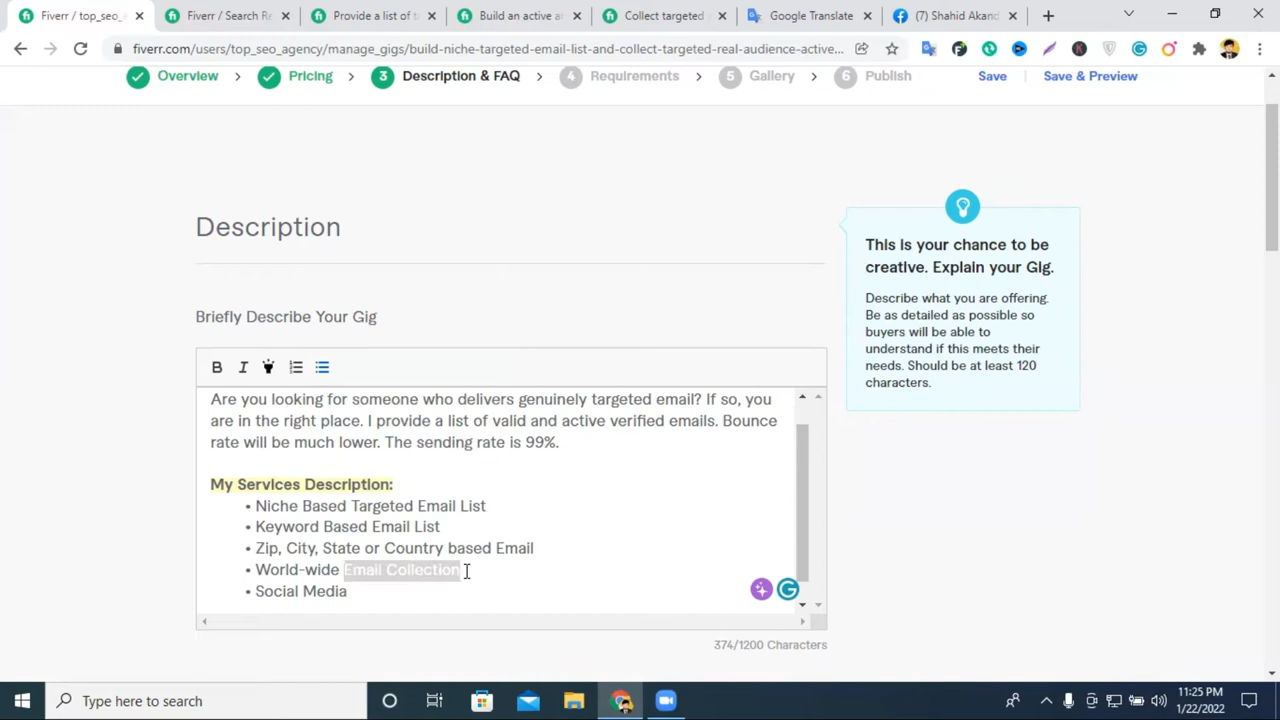 Fiverr / top_seo_
Fiverr / Search Re
Provide a list of t
Build an active ar
Collect targeted
Google Translate
(7) Shahid Akand
fiverr.com/users/top_seo_agency/manage_gigs/build-niche-targeted-email-list-and-collect-targeted-real-audience-active...
Overview
Pricing
3 Description & FAQ
4 Requirements
5 Gallery
6 Publish
Save
Save & Preview
Description
Briefly Describe Your Gig
B I
Are you looking for someone who delivers genuinely targeted email? If so, you
are in the right place. I provide a list of valid and active verified emails. Bounce
rate will be much lower. The sending rate is 99%.
My Services Description:
• Niche Based Targeted Email List
• Keyword Based Email List
• Zip, City, State or Country based Email
• World-wide Email Collection
• Social Media
374/1200 Characters
This is your chance to be
creative. Explain your Gig.
Describe what you are offering.
Be as detailed as possible so
buyers will be able to
understand if this meets their
needs. Should be at least 120
characters.
Type here to search
11:25 PM
1/22/2022